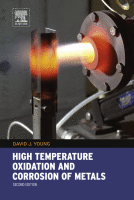 DAVID J. YOUNG
HIGH TEMPERATURE
OXIDATION AND
CORROSION OF METALS
SECOND EDITION